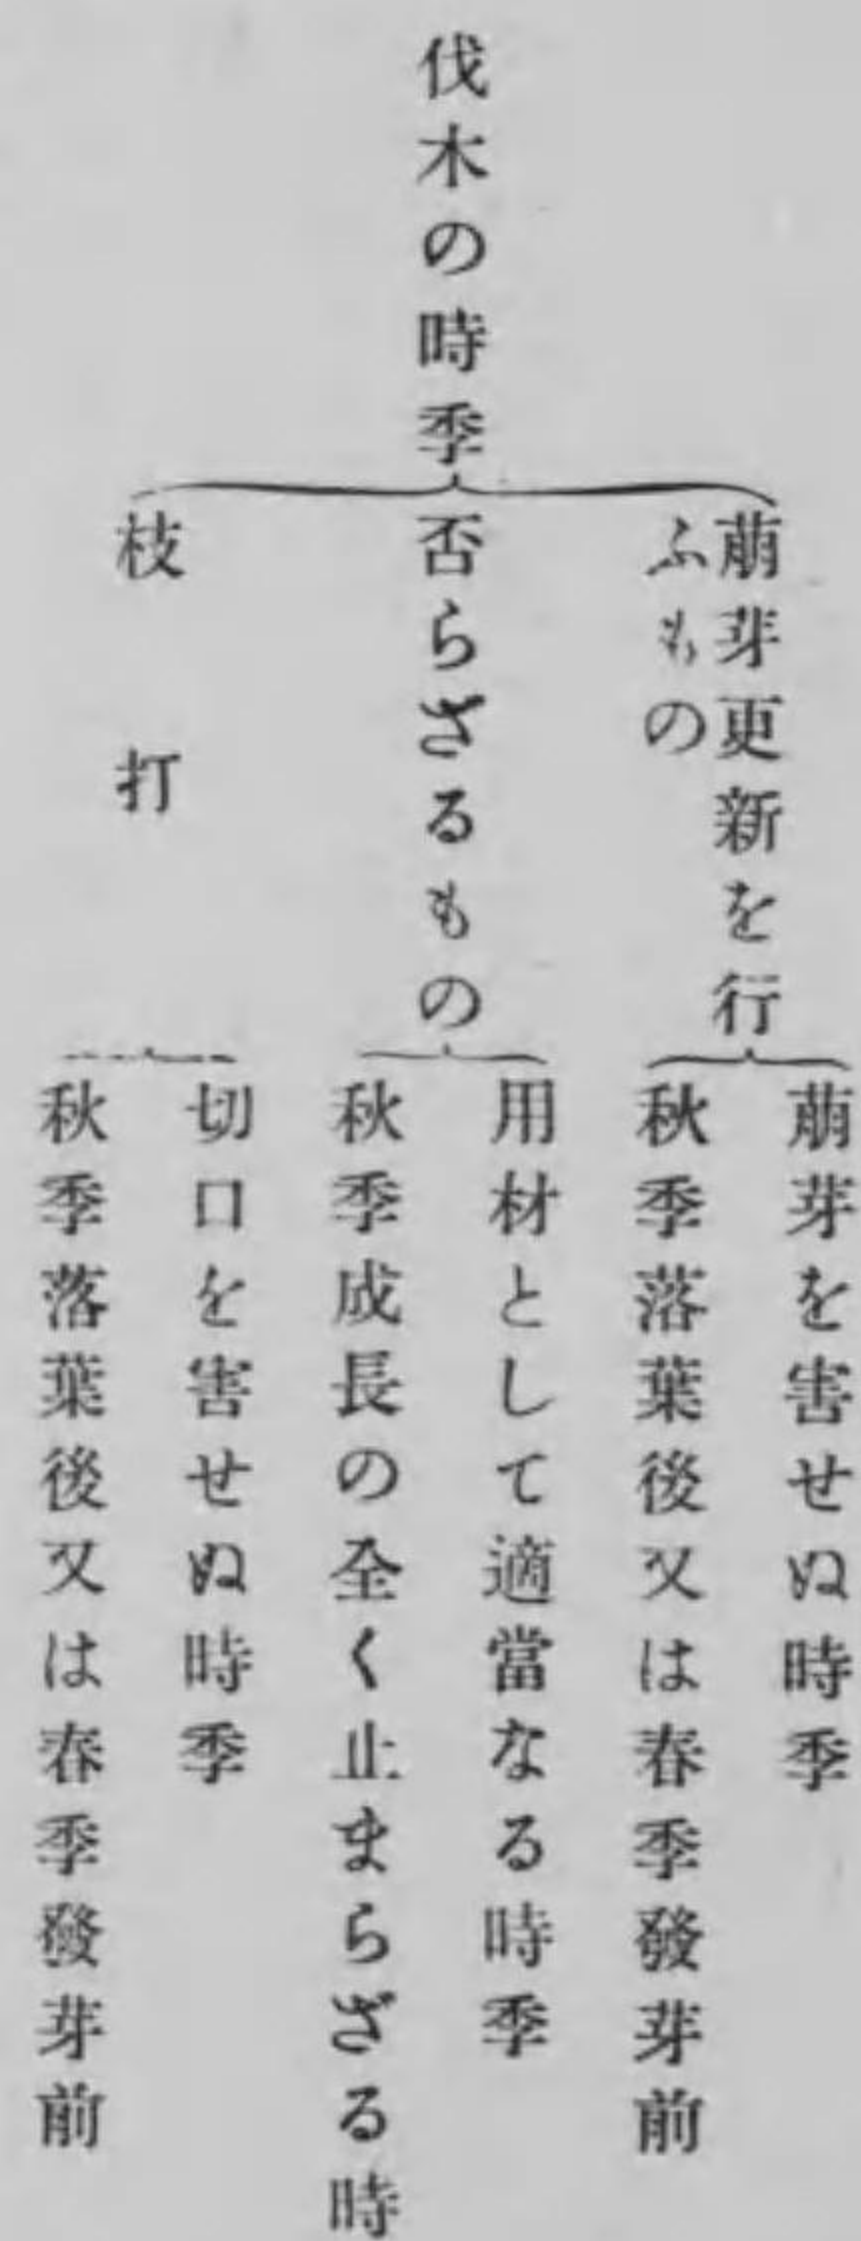 伐木の時季
萠芽更新を行
ふもの
萠芽を害せぬ時季
秋季落葉後又は春季發芽前
否らざるもの
用材として適當なる時季
秋季成長の全く止まらざる時
枝打
切口を害せぬ時季
秋季落葉後又は春季發芽前